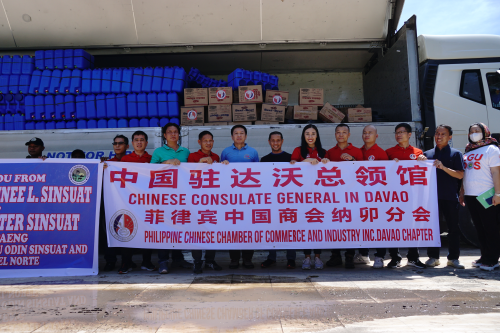 OU FROM
NEE L. SINSUAT
TER SINSUAT
AENG
U ODIN SINSUAT and
EL NORTE
中国驻达沃总领馆
CHINESE CONSULATE GENERAL IN DAVAO
菲律宾中国商会纳卯分会
PHILIPPINE CHINESE CHAMBER OF COMMERCE AND INDUSTRY INC.DAVAO CHAPTER
LGU